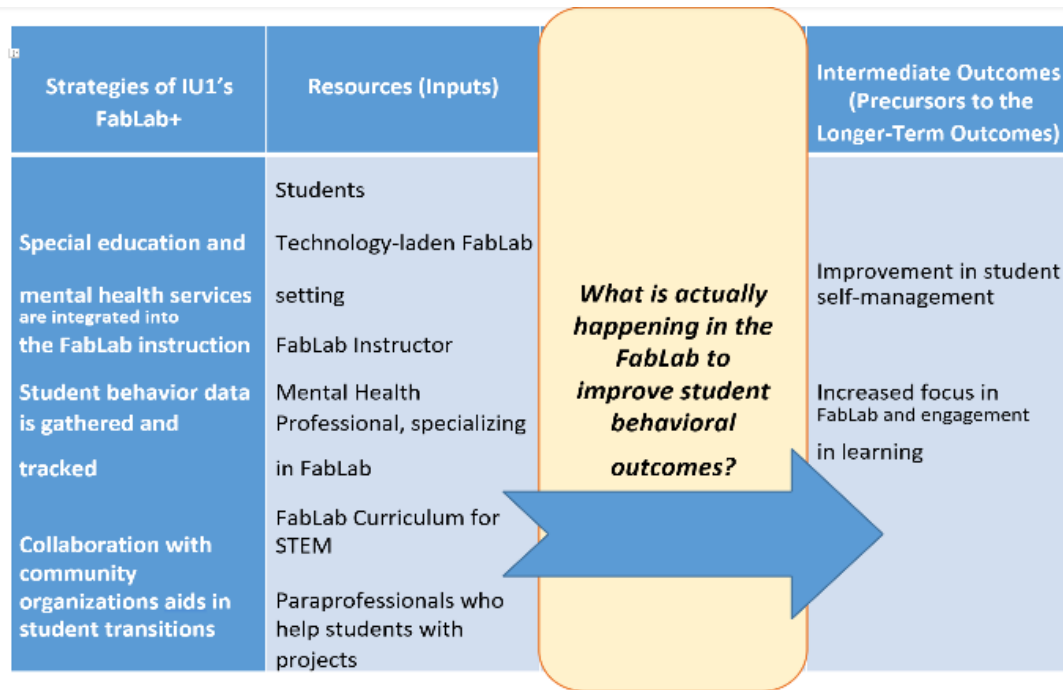 Strategies of IU1's
FabLab+
Resources (Inputs)
Intermediate Outcomes
(Precursors to the
Longer-Term Outcomes)
Special education and
mental health services
are integrated into
the FabLab instruction
Student behavior data
is gathered and
tracked
Collaboration with
community
organizations aids in
student transitions
Students
Technology-laden FabLab
setting
FabLab Instructor
Mental Health
Professional, specializing
in FabLab
FabLab Curriculum for
STEM
Paraprofessionals who
help students with
projects
What is actually
happening in the
FabLab to
improve student
behavioral
outcomes?
Improvement in student
self-management
Increased focus in
FabLab and engagement
in learning